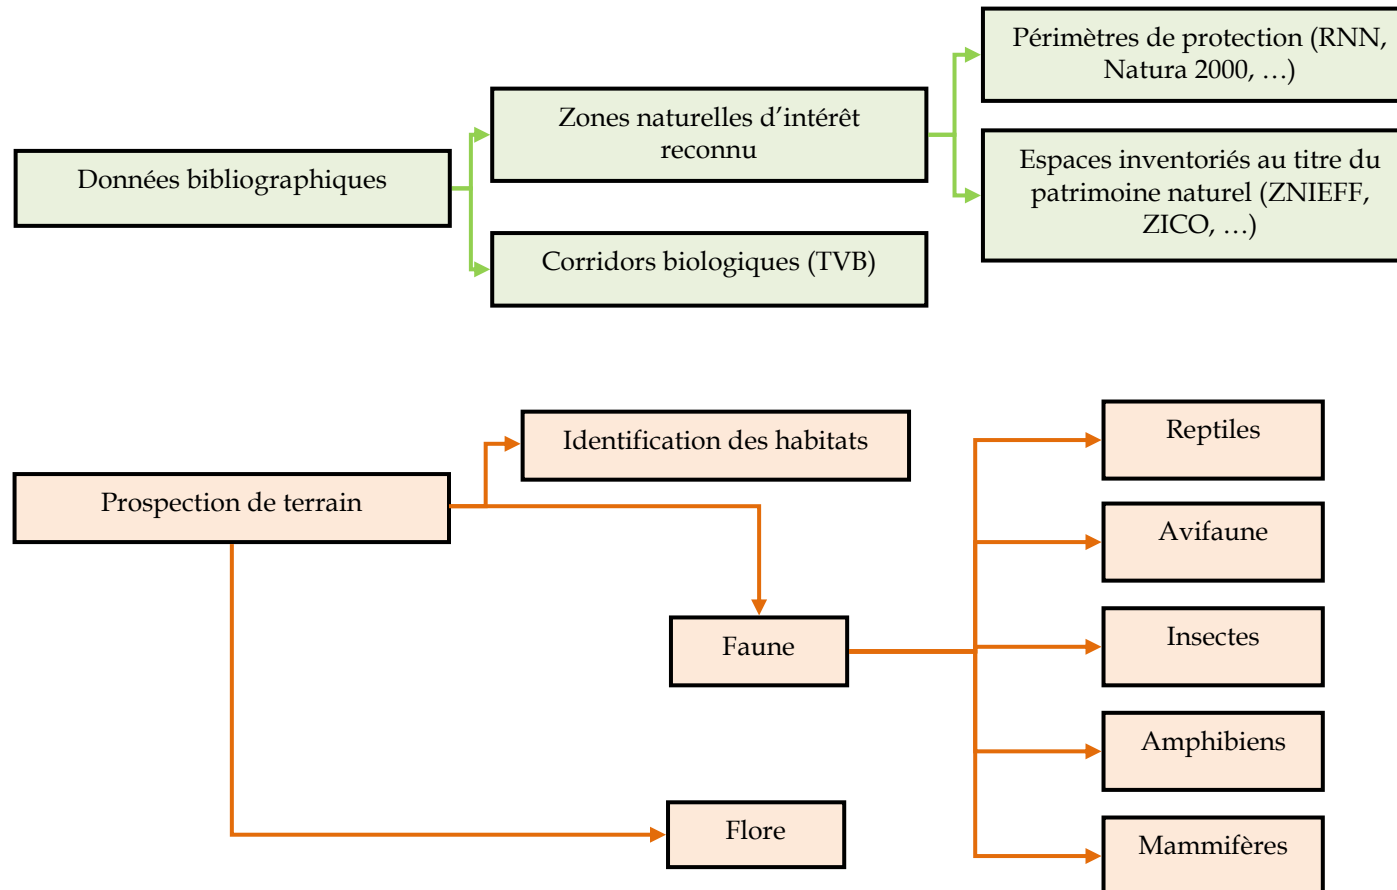 Données bibliographiques
Zones naturelles d’intérêt
reconnu
Corridors biologiques (TVB)
Périmètres de protection (RNN,
Natura 2000, …)
Espaces inventoriés au titre du
patrimoine naturel (ZNIEFF,
ZICO, …)
Prospection de terrain
Identification des habitats
Faune
Flore
Reptiles
Avifaune
Insectes
Amphibiens
Mammifères